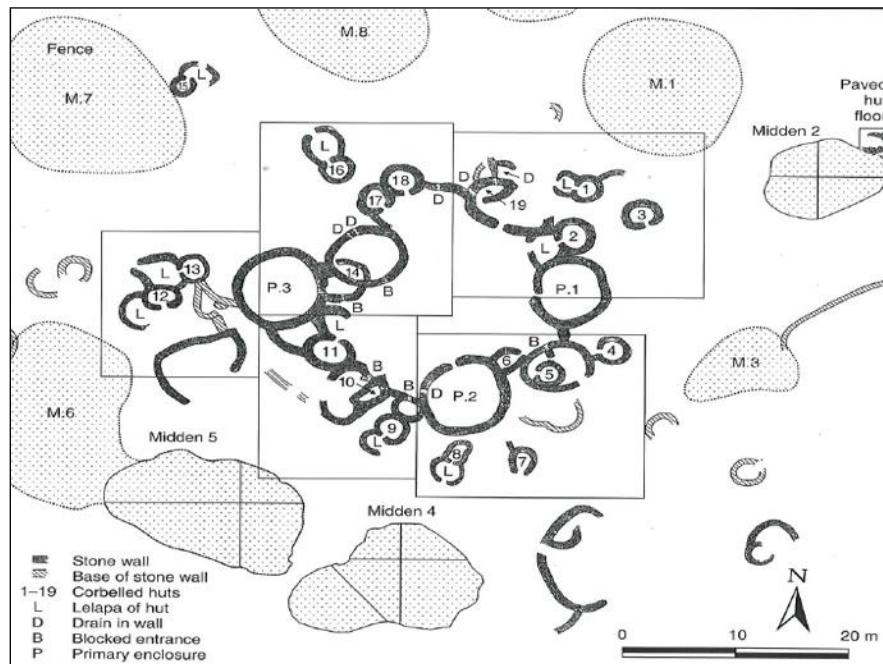 M.8
Fence
M.7
15
L
M.1
Paved
hut
floor
Midden 2
L
16
18
17
D
D
D
D
19
L
1
3
2
L
D
D
14
B
B
P.3
L
P.1
L
13
12
L
11
B
10
B
9
L
D
P.2
6
B
5
4
8
L
7
M.3
M.6
Midden 5
Midden 4
Stone wall
Base of stone wall
1–19 Corbelled huts
L Lelapa of hut
D Drain in wall
B Blocked entrance
P Primary enclosure
N
0 10 20 m